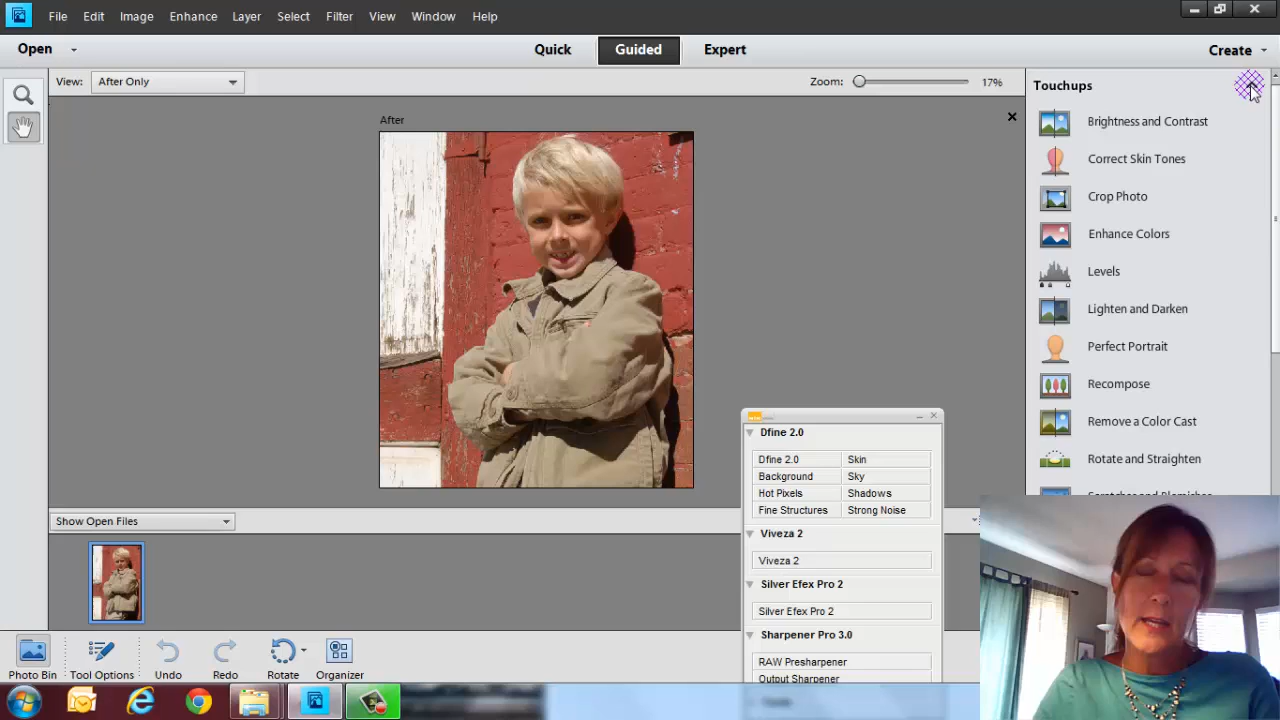 File Edit Image Enhance Layer Select Filter View Window Help
Open Quick Guided Expert Create
View: After Only Zoom: 17% Touchups
After
Brightness and Contrast
Correct Skin Tones
Crop Photo
Enhance Colors
Levels
Lighten and Darken
Perfect Portrait
Recompose
Remove a Color Cast
Rotate and Straighten
Dfine 2.0
Dfine 2.0 Skin
Background Sky
Hot Pixels Shadows
Fine Structures Strong Noise
Viveza 2
Viveza 2
Silver Efex Pro 2
Silver Efex Pro 2
Sharpener Pro 3.0
RAW Presharpener
Output Sharpener
Show Open Files
Photo Bin Tool Options Undo Redo Rotate Organizer